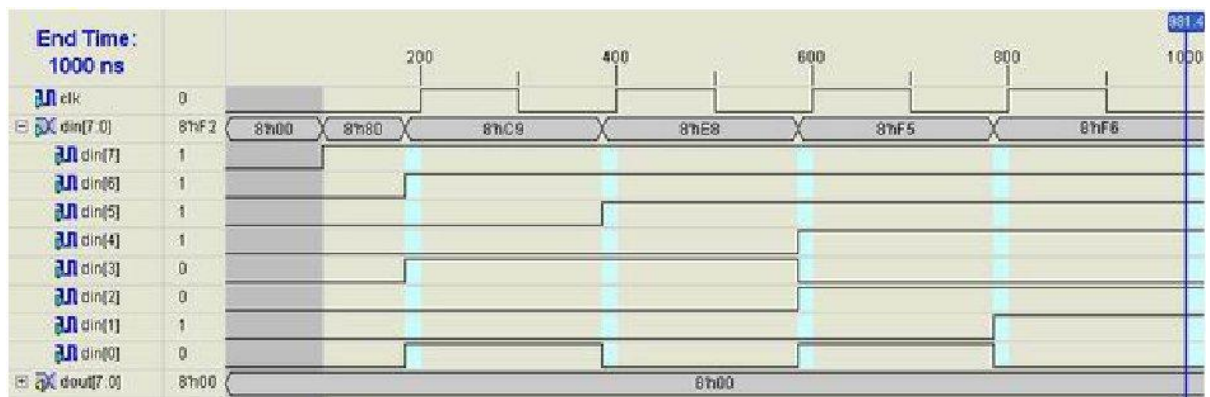 981.4
End Time:
1000 ns
200 400 600 800 1000
clk 0
din[7:0] 8'hF2 8'h00 8'h80 8'hC9 8'hE8 8'hF5 8'hF6
din[7] 1
din[6] 1
din[5] 1
din[4] 1
din[3] 0
din[2] 0
din[1] 1
din[0] 0
dout[7:0] 8'h00 8'h00